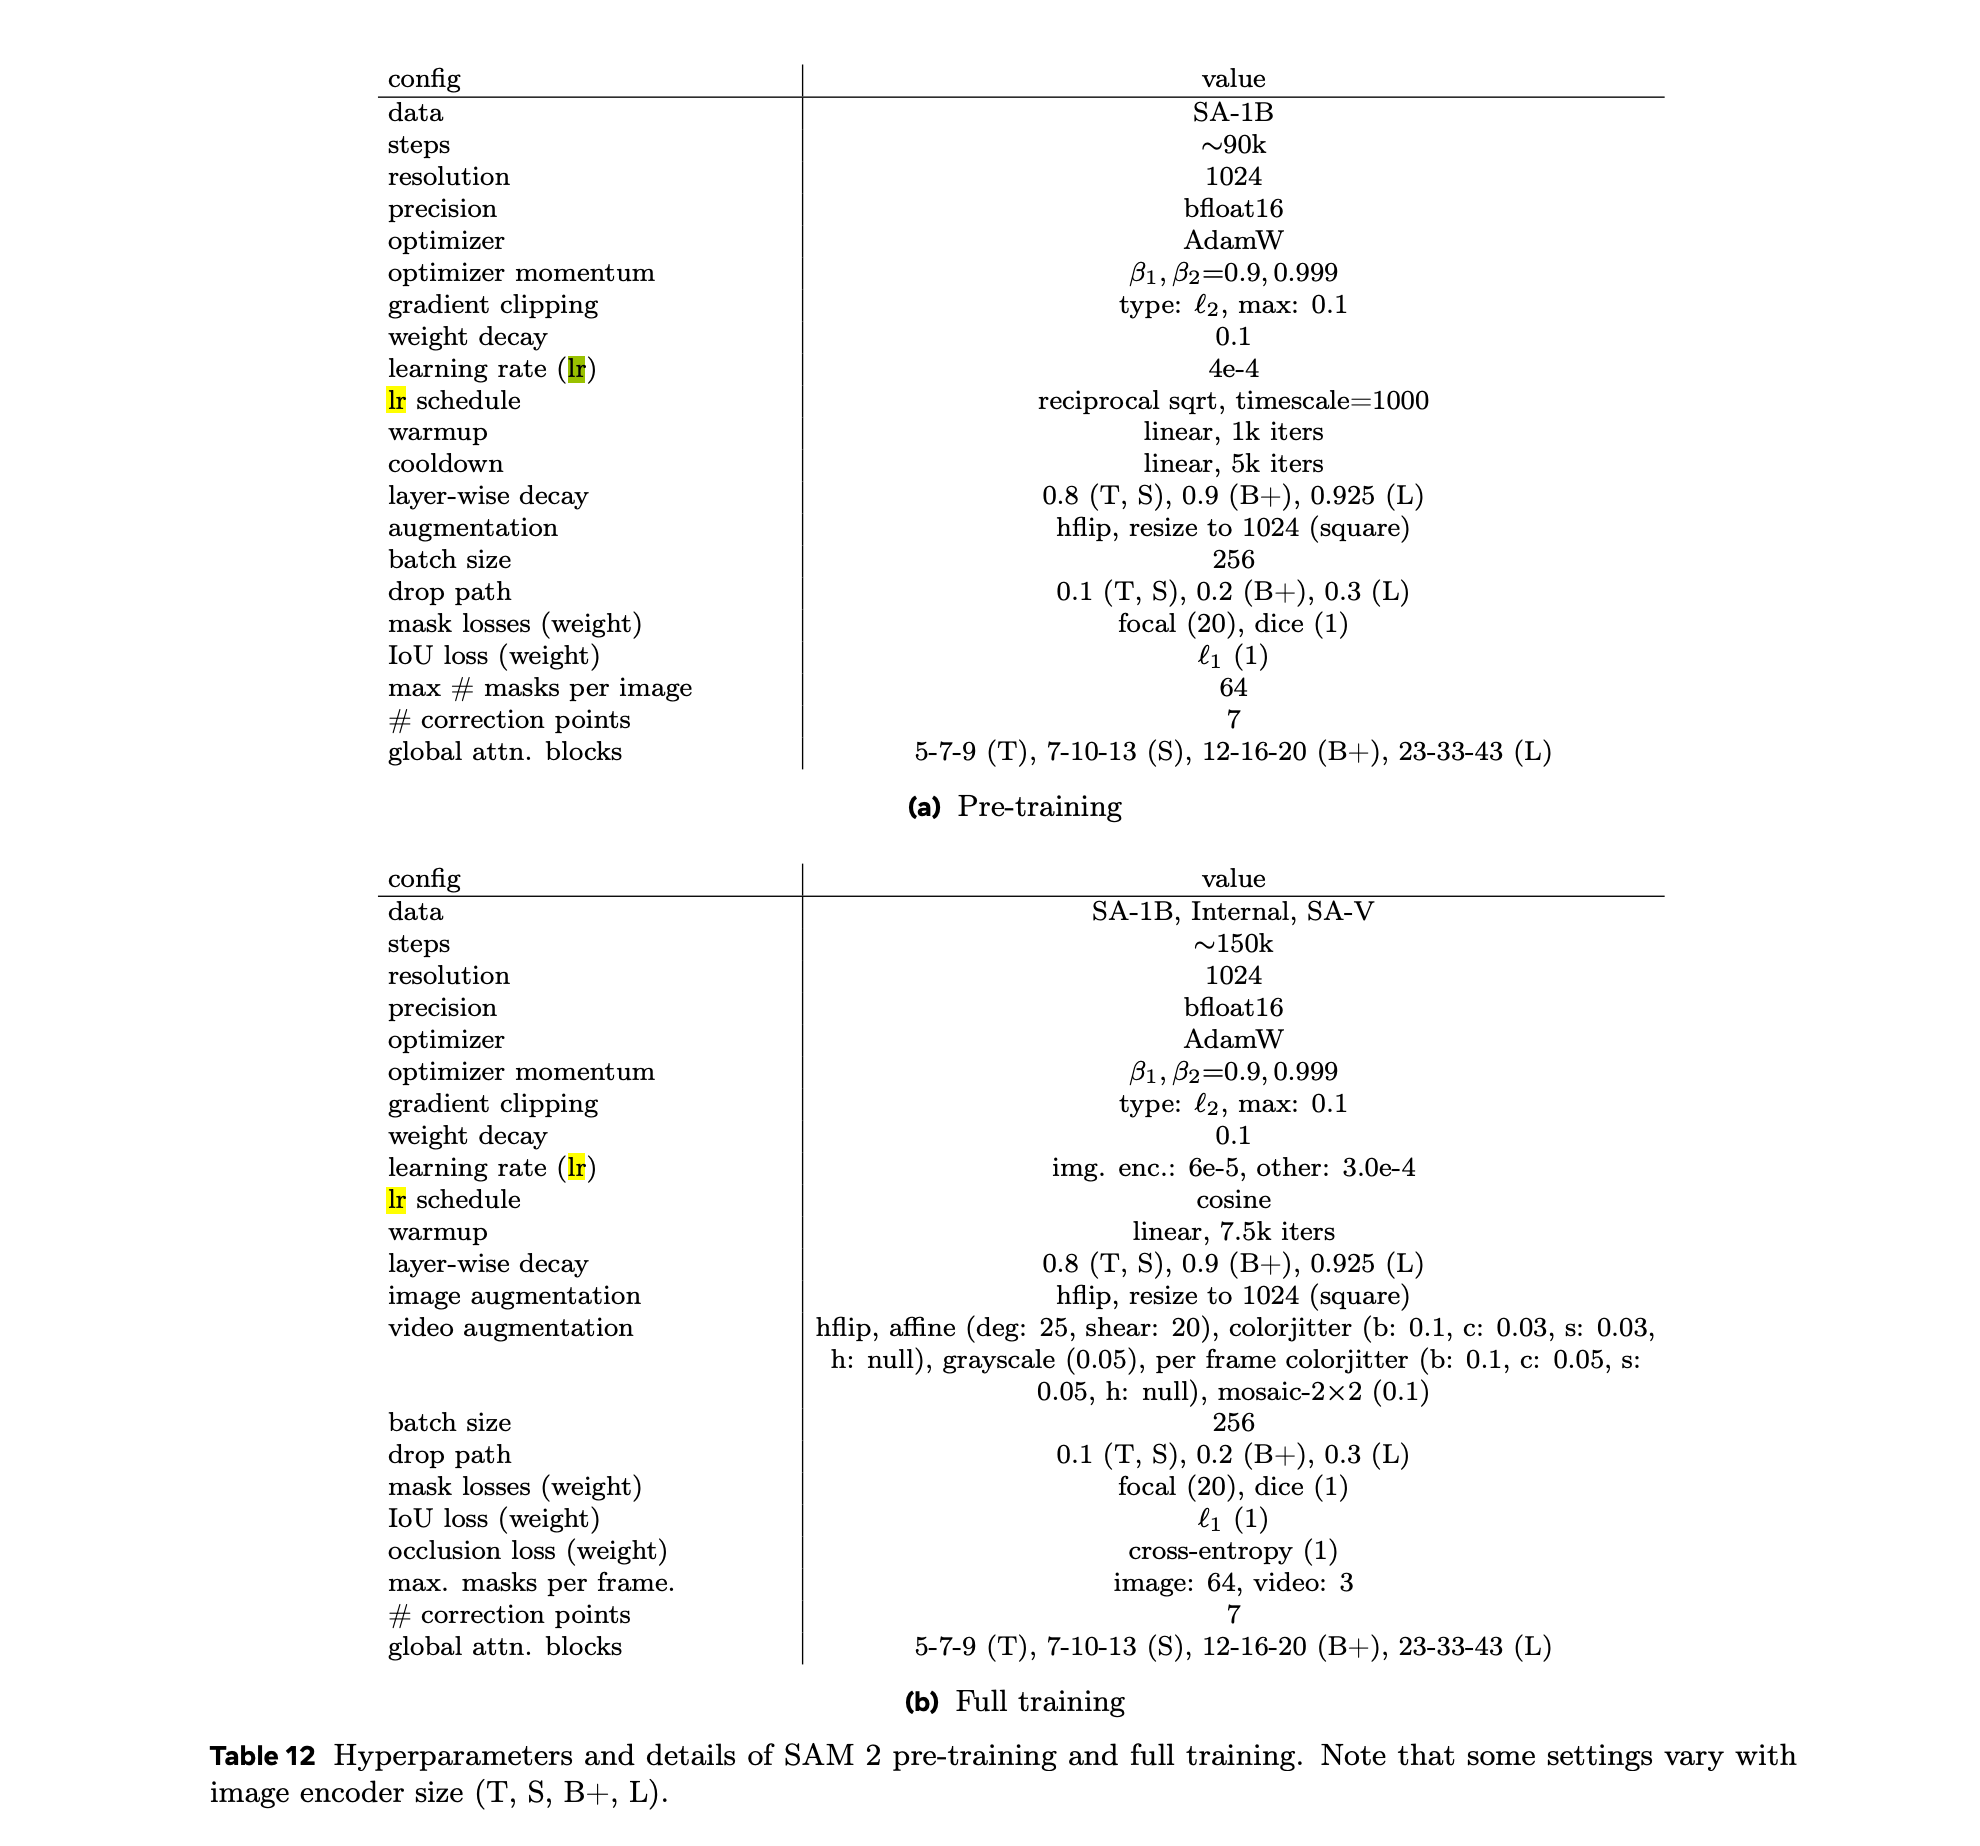 config value
data SA-1B
steps ∼90k
resolution 1024
precision bfloat16
optimizer AdamW
optimizer momentum β₁, β₂=0.9, 0.999
gradient clipping type: ℓ₂, max: 0.1
weight decay 0.1
learning rate (lr) 4e-4
lr schedule reciprocal sqrt, timescale=1000
warmup linear, 1k iters
cooldown linear, 5k iters
layer-wise decay 0.8 (T, S), 0.9 (B+), 0.925 (L)
augmentation hflip, resize to 1024 (square)
batch size 256
drop path 0.1 (T, S), 0.2 (B+), 0.3 (L)
mask losses (weight) focal (20), dice (1)
IoU loss (weight) ℓ₁ (1)
max # masks per image 64
# correction points 7
global attn. blocks 5-7-9 (T), 7-10-13 (S), 12-16-20 (B+), 23-33-43 (L)
(a) Pre-training
config value
data SA-1B, Internal, SA-V
steps ∼150k
resolution 1024
precision bfloat16
optimizer AdamW
optimizer momentum β₁, β₂=0.9, 0.999
gradient clipping type: ℓ₂, max: 0.1
weight decay 0.1
learning rate (lr) img. enc.: 6e-5, other: 3.0e-4
lr schedule cosine
warmup linear, 7.5k iters
layer-wise decay 0.8 (T, S), 0.9 (B+), 0.925 (L)
image augmentation hflip, resize to 1024 (square)
video augmentation hflip, affine (deg: 25, shear: 20), colorjitter (b: 0.1, c: 0.03, s: 0.03,
h: null), grayscale (0.05), per frame colorjitter (b: 0.1, c: 0.05, s:
0.05, h: null), mosaic-2×2 (0.1)
batch size 256
drop path 0.1 (T, S), 0.2 (B+), 0.3 (L)
mask losses (weight) focal (20), dice (1)
IoU loss (weight) ℓ₁ (1)
occlusion loss (weight) cross-entropy (1)
max. masks per frame. image: 64, video: 3
# correction points 7
global attn. blocks 5-7-9 (T), 7-10-13 (S), 12-16-20 (B+), 23-33-43 (L)
(b) Full training
Table 12 Hyperparameters and details of SAM 2 pre-training and full training. Note that some settings vary with
image encoder size (T, S, B+, L).